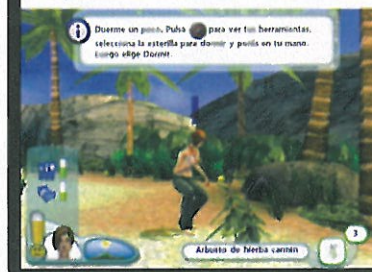 Duerme un poco. Pulsa para ver tus herramientas,
selecciona la esterilla para dormir y ponla en tu mano.
Luego elige Dormir.
Arbusto de hierba carmín
3